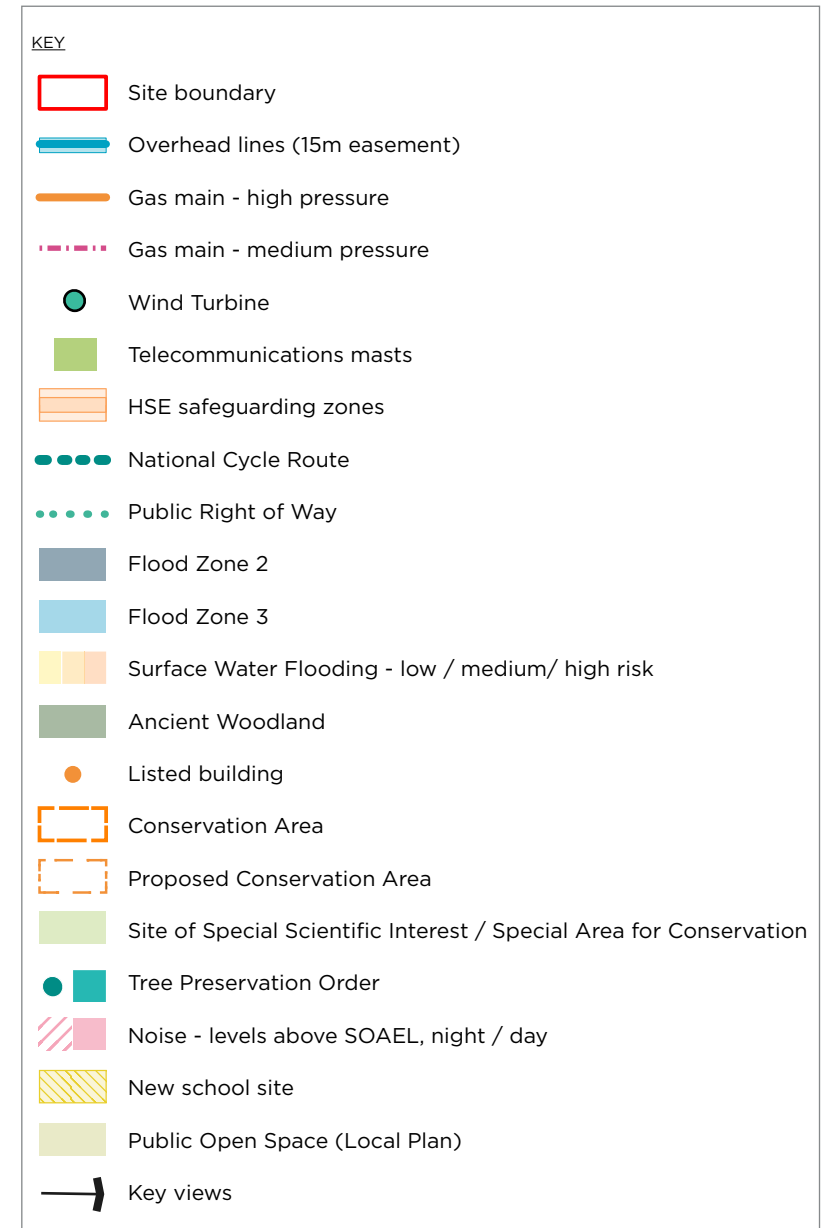 KEY
Site boundary
Overhead lines (15m easement)
Gas main - high pressure
Gas main - medium pressure
Wind Turbine
Telecommunications masts
HSE safeguarding zones
National Cycle Route
Public Right of Way
Flood Zone 2
Flood Zone 3
Surface Water Flooding - low / medium/ high risk
Ancient Woodland
Listed building
Conservation Area
Proposed Conservation Area
Site of Special Scientific Interest / Special Area for Conservation
Tree Preservation Order
Noise - levels above SOAEL, night / day
New school site
Public Open Space (Local Plan)
Key views